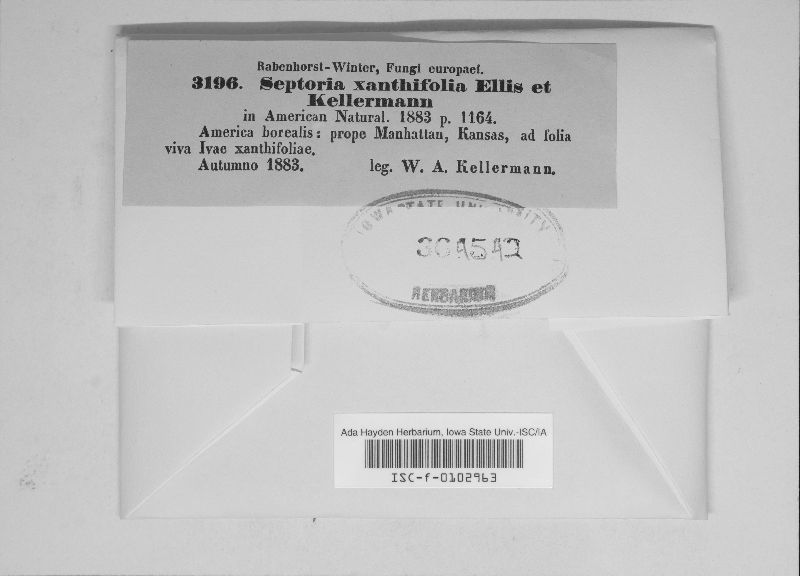 Rabenhorst-Winter, Fungi europaei.
3196. Septoria xanthifolia Ellis et
Kellermann
in American Natural. 1883 p. 1164.
America borealis: prope Manhattan, Kansas, ad folia
viva Ivae xanthifoliae.
Autumno 1883. leg. W. A. Kellermann.
IOWA STATE UNIVERSITY
HERBARIUM
Ada Hayden Herbarium, Iowa State Univ.-ISC/IA
ISC-f-0102963